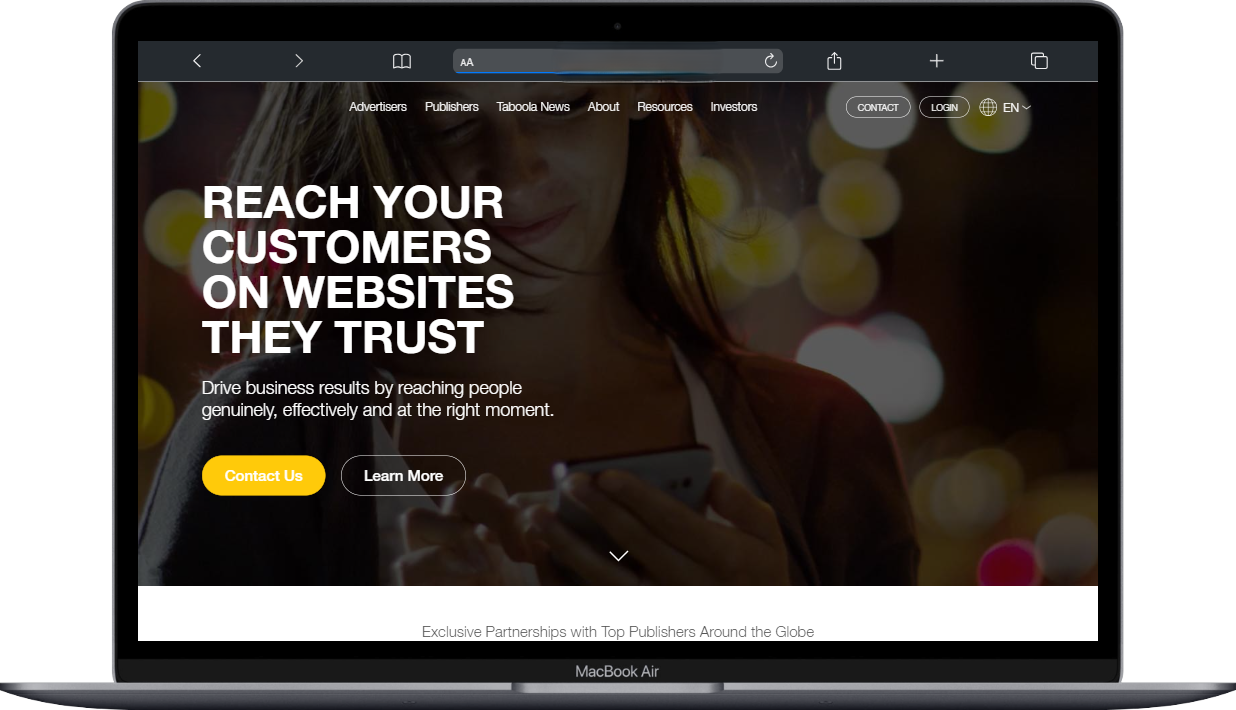 AA
Advertisers Publishers Taboola News About Resources Investors CONTACT LOGIN EN
REACH YOUR
CUSTOMERS
ON WEBSITES
THEY TRUST
Drive business results by reaching people
genuinely, effectively and at the right moment.
Contact Us Learn More
Exclusive Partnerships with Top Publishers Around the Globe
MacBook Air